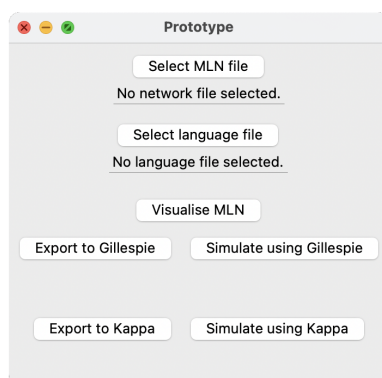 Prototype
Select MLN file
No network file selected.
Select language file
No language file selected.
Visualise MLN
Export to Gillespie Simulate using Gillespie
Export to Kappa Simulate using Kappa